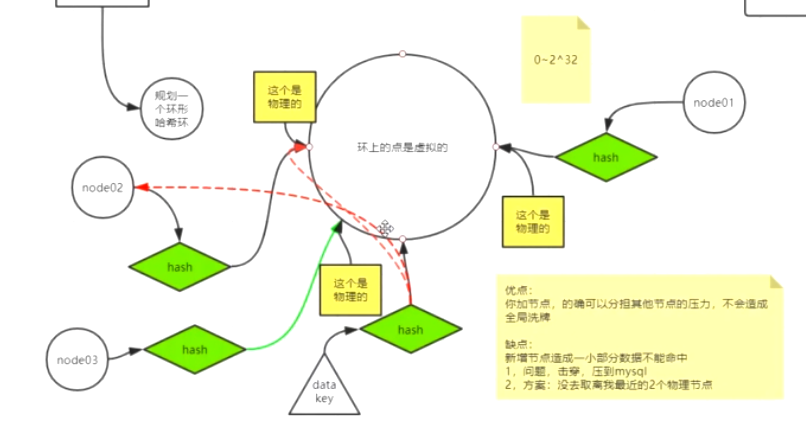 0~2^32
这个是
物理的
规划一
个环形
哈希环
node01
环上的点是虚拟的
hash
node02
这个是
物理的
hash
这个是
物理的
优点：
你加节点，的确可以分担其他节点的压力，不会造成
全局洗牌
缺点：
新增节点造成一小部分数据不能命中
1，问题，击穿，压到mysql
2，方案：没去取离我最近的2个物理节点
hash
hash
node03
data
key